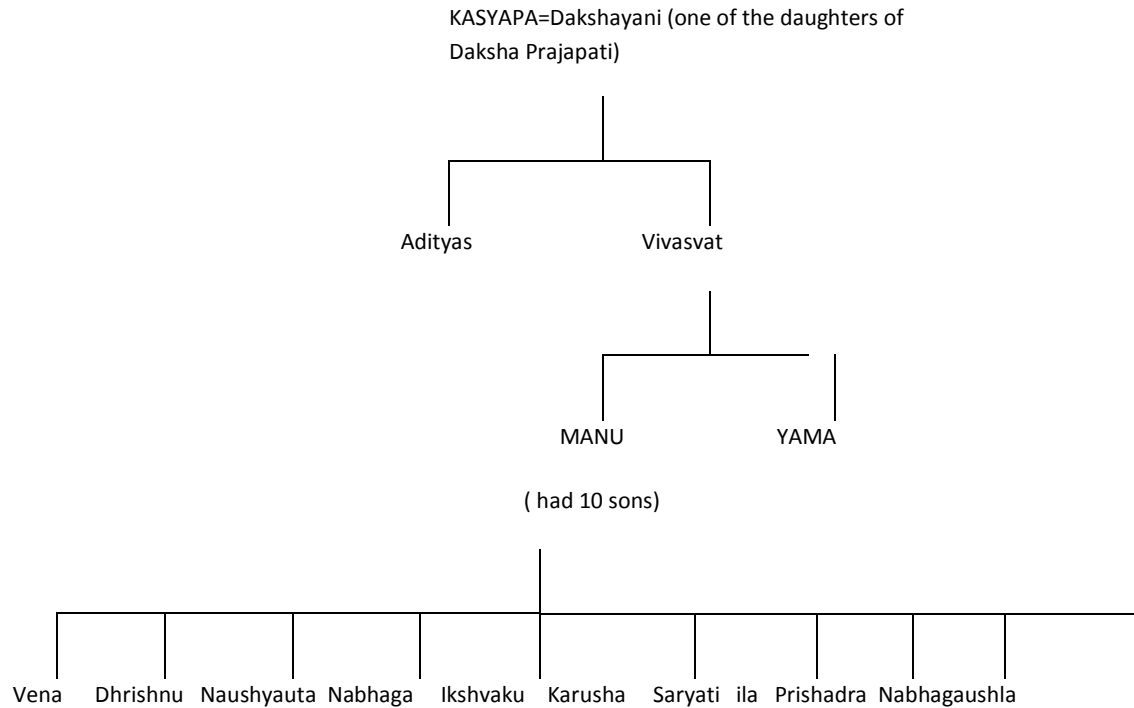 KASYAPA=Dakshayani (one of the daughters of
Daksha Prajapati)
Adityas Vivasvat
MANU YAMA
( had 10 sons)
Vena Dhrishnu Naushyauta Nabhaga Ikshvaku Karusha Saryati ila Prishadra Nabhagaushla